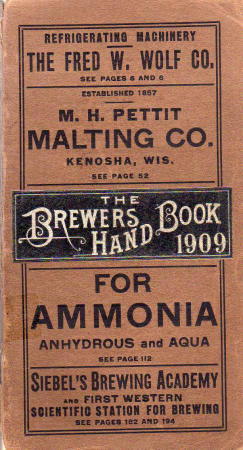 REFRIGERATING MACHINERY
THE FRED W. WOLF CO.
SEE PAGES 5 AND 6
ESTABLISHED 1857
M. H. PETTIT
MALTING CO.
KENOSHA, WIS.
SEE PAGE 52
THE
BREWERS
HAND BOOK
1909
FOR
AMMONIA
ANHYDROUS and AQUA
SEE PAGE 112
SIEBEL'S BREWING ACADEMY
AND FIRST WESTERN
SCIENTIFIC STATION FOR BREWING
SEE PAGES 182 AND 194